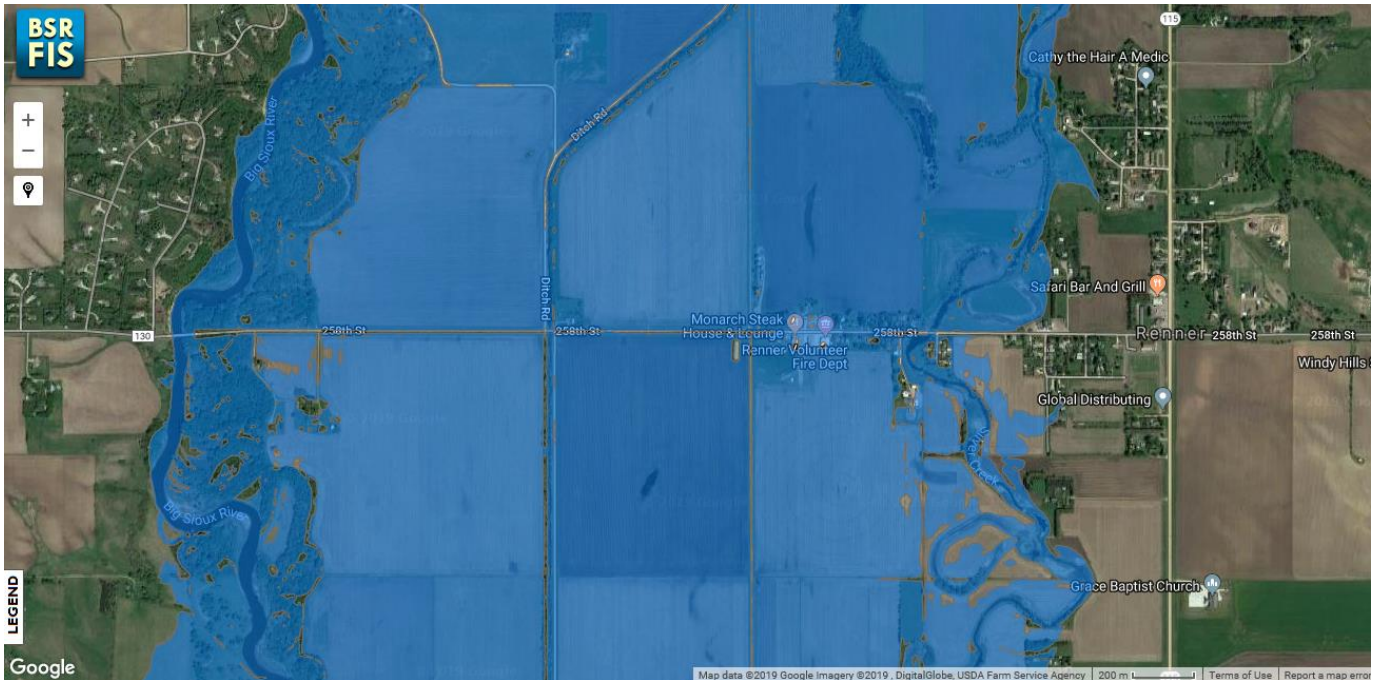 BSR
FIS
115
Cathy the Hair A Medic
+
−
Big Sioux River
Ditch Rd
Ditch Rd
Safari Bar And Grill
Monarch Steak
House & Lounge
130
258th St
258th St
258th St
Renner
258th St
258th St
Renner Volunteer
Fire Dept
Windy Hills
Global Distributing
Silver Creek
Big Sioux River
Grace Baptist Church
LEGEND
Google
Map data ©2019 Google Imagery ©2019 , DigitalGlobe, USDA Farm Service Agency
200 m
Terms of Use
Report a map error